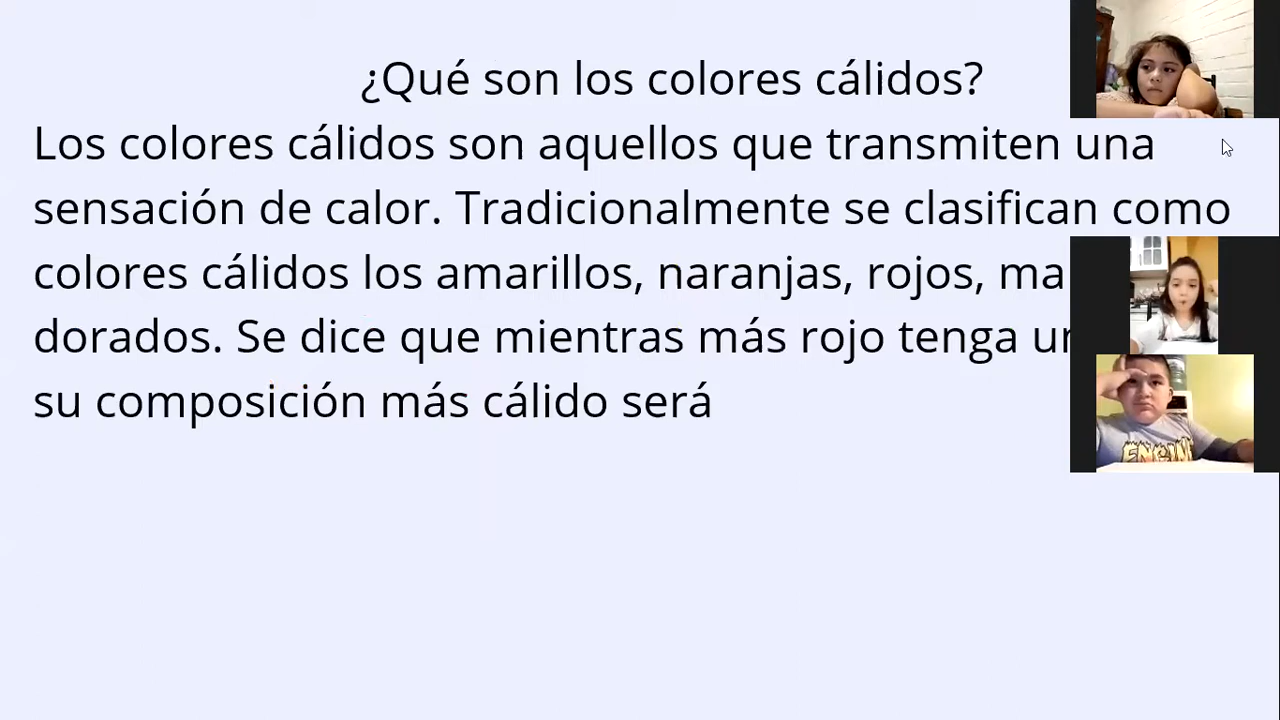 ¿Qué son los colores cálidos?
Los colores cálidos son aquellos que transmiten una
sensación de calor. Tradicionalmente se clasifican como
colores cálidos los amarillos, naranjas, rojos,
dorados. Se dice que mientras más rojo tenga
su composición más cálido será